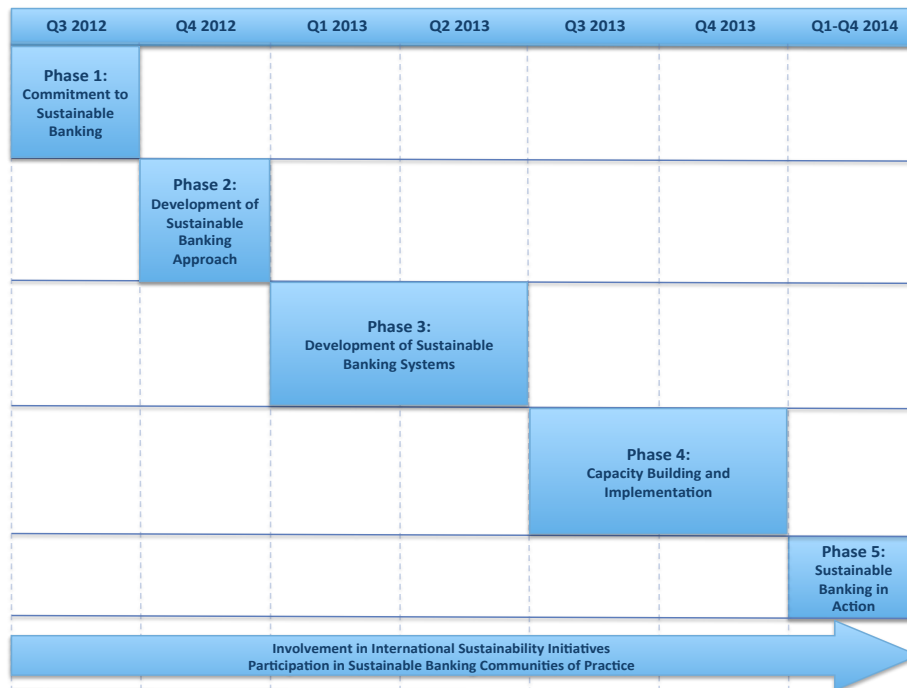 Q3 2012 Q4 2012 Q1 2013 Q2 2013 Q3 2013 Q4 2013 Q1-Q4 2014
Phase 1:
Commitment to
Sustainable
Banking
Phase 2:
Development of
Sustainable
Banking
Approach
Phase 3:
Development of Sustainable
Banking Systems
Phase 4:
Capacity Building and
Implementation
Phase 5:
Sustainable
Banking in
Action
Involvement in International Sustainability Initiatives
Participation in Sustainable Banking Communities of Practice